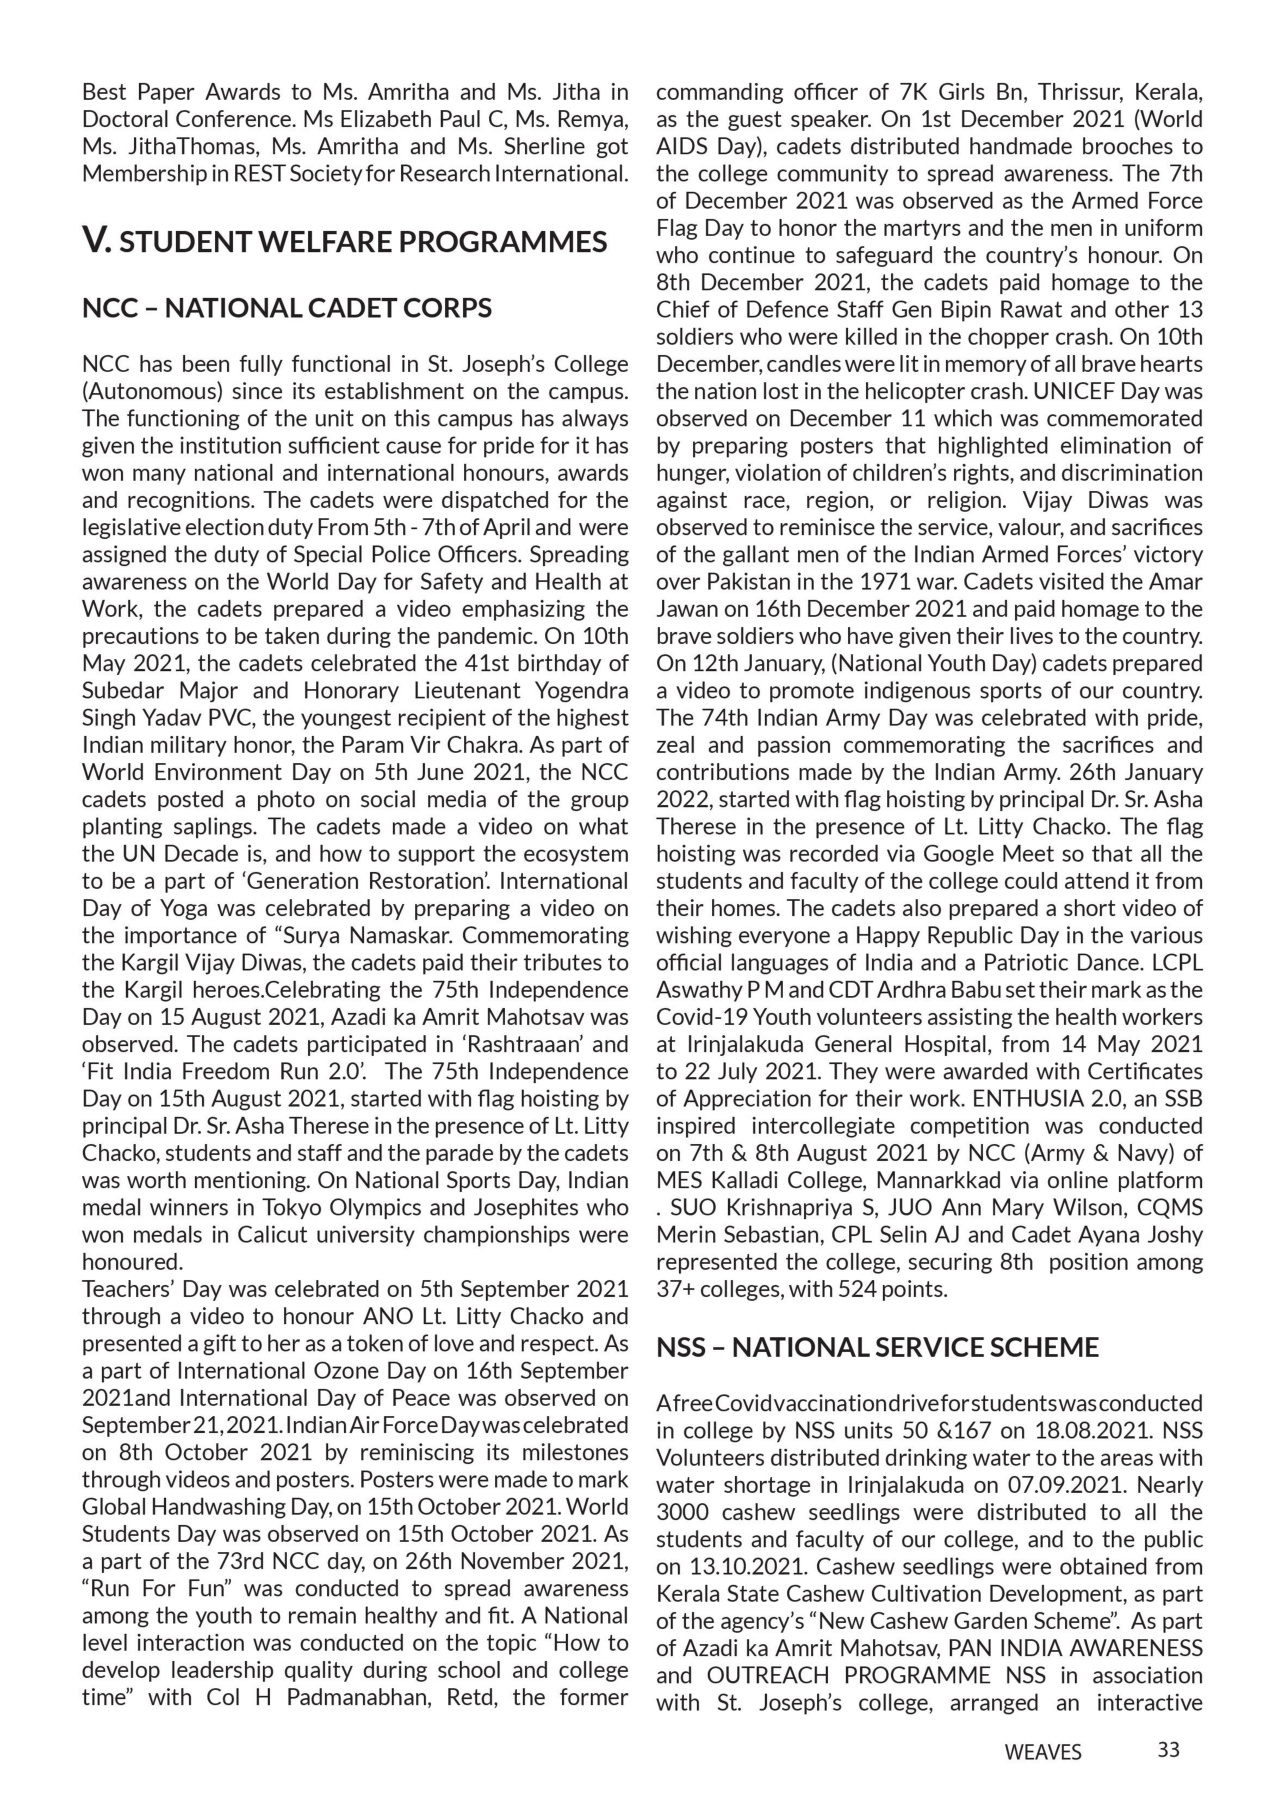 Best Paper Awards to Ms. Amritha and Ms. Jitha in
Doctoral Conference. Ms Elizabeth Paul C, Ms. Remya,
Ms. JithaThomas, Ms. Amritha and Ms. Sherline got
Membership in REST Society for Research International.
V. STUDENT WELFARE PROGRAMMES
NCC – NATIONAL CADET CORPS
NCC has been fully functional in St. Joseph’s College
(Autonomous) since its establishment on the campus.
The functioning of the unit on this campus has always
given the institution sufficient cause for pride for it has
won many national and international honours, awards
and recognitions. The cadets were dispatched for the
legislative election duty From 5th - 7th of April and were
assigned the duty of Special Police Officers. Spreading
awareness on the World Day for Safety and Health at
Work, the cadets prepared a video emphasizing the
precautions to be taken during the pandemic. On 10th
May 2021, the cadets celebrated the 41st birthday of
Subedar Major and Honorary Lieutenant Yogendra
Singh Yadav PVC, the youngest recipient of the highest
Indian military honor, the Param Vir Chakra. As part of
World Environment Day on 5th June 2021, the NCC
cadets posted a photo on social media of the group
planting saplings. The cadets made a video on what
the UN Decade is, and how to support the ecosystem
to be a part of ‘Generation Restoration’. International
Day of Yoga was celebrated by preparing a video on
the importance of “Surya Namaskar. Commemorating
the Kargil Vijay Diwas, the cadets paid their tributes to
the Kargil heroes.Celebrating the 75th Independence
Day on 15 August 2021, Azadi ka Amrit Mahotsav was
observed. The cadets participated in ‘Rashtraaan’ and
‘Fit India Freedom Run 2.0’. The 75th Independence
Day on 15th August 2021, started with flag hoisting by
principal Dr. Sr. Asha Therese in the presence of Lt. Litty
Chacko, students and staff and the parade by the cadets
was worth mentioning. On National Sports Day, Indian
medal winners in Tokyo Olympics and Josephites who
won medals in Calicut university championships were
honoured.
Teachers’ Day was celebrated on 5th September 2021
through a video to honour ANO Lt. Litty Chacko and
presented a gift to her as a token of love and respect. As
a part of International Ozone Day on 16th September
2021and International Day of Peace was observed on
September 21, 2021. Indian Air Force Day was celebrated
on 8th October 2021 by reminiscing its milestones
through videos and posters. Posters were made to mark
Global Handwashing Day, on 15th October 2021. World
Students Day was observed on 15th October 2021. As
a part of the 73rd NCC day, on 26th November 2021,
“Run For Fun” was conducted to spread awareness
among the youth to remain healthy and fit. A National
level interaction was conducted on the topic “How to
develop leadership quality during school and college
time” with Col H Padmanabhan, Retd, the former
commanding officer of 7K Girls Bn, Thrissur, Kerala,
as the guest speaker. On 1st December 2021 (World
AIDS Day), cadets distributed handmade brooches to
the college community to spread awareness. The 7th
of December 2021 was observed as the Armed Force
Flag Day to honor the martyrs and the men in uniform
who continue to safeguard the country’s honour. On
8th December 2021, the cadets paid homage to the
Chief of Defence Staff Gen Bipin Rawat and other 13
soldiers who were killed in the chopper crash. On 10th
December, candles were lit in memory of all brave hearts
the nation lost in the helicopter crash. UNICEF Day was
observed on December 11 which was commemorated
by preparing posters that highlighted elimination of
hunger, violation of children’s rights, and discrimination
against race, region, or religion. Vijay Diwas was
observed to reminisce the service, valour, and sacrifices
of the gallant men of the Indian Armed Forces’ victory
over Pakistan in the 1971 war. Cadets visited the Amar
Jawan on 16th December 2021 and paid homage to the
brave soldiers who have given their lives to the country.
On 12th January, (National Youth Day) cadets prepared
a video to promote indigenous sports of our country.
The 74th Indian Army Day was celebrated with pride,
zeal and passion commemorating the sacrifices and
contributions made by the Indian Army. 26th January
2022, started with flag hoisting by principal Dr. Sr. Asha
Therese in the presence of Lt. Litty Chacko. The flag
hoisting was recorded via Google Meet so that all the
students and faculty of the college could attend it from
their homes. The cadets also prepared a short video of
wishing everyone a Happy Republic Day in the various
official languages of India and a Patriotic Dance. LCPL
Aswathy P M and CDT Ardhra Babu set their mark as the
Covid-19 Youth volunteers assisting the health workers
at Irinjalakuda General Hospital, from 14 May 2021
to 22 July 2021. They were awarded with Certificates
of Appreciation for their work. ENTHUSIA 2.0, an SSB
inspired intercollegiate competition was conducted
on 7th & 8th August 2021 by NCC (Army & Navy) of
MES Kalladi College, Mannarkkad via online platform
. SUO Krishnapriya S, JUO Ann Mary Wilson, CQMS
Merin Sebastian, CPL Selin AJ and Cadet Ayana Joshy
represented the college, securing 8th position among
37+ colleges, with 524 points.
NSS – NATIONAL SERVICE SCHEME
A free Covid vaccination drive for students was conducted
in college by NSS units 50 &167 on 18.08.2021. NSS
Volunteers distributed drinking water to the areas with
water shortage in Irinjalakuda on 07.09.2021. Nearly
3000 cashew seedlings were distributed to all the
students and faculty of our college, and to the public
on 13.10.2021. Cashew seedlings were obtained from
Kerala State Cashew Cultivation Development, as part
of the agency’s “New Cashew Garden Scheme”. As part
of Azadi ka Amrit Mahotsav, PAN INDIA AWARENESS
and OUTREACH PROGRAMME NSS in association
with St. Joseph’s college, arranged an interactive
WEAVES 33